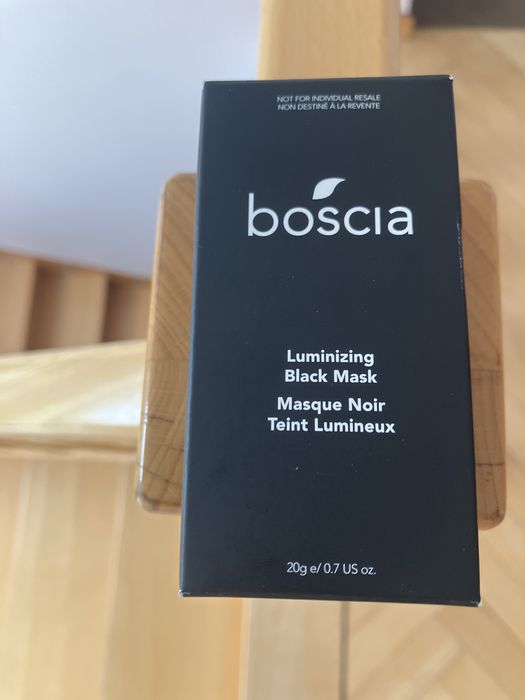 NOT FOR INDIVIDUAL RESALE
NON DESTINÉ À LA REVENTE
boscia
Luminizing
Black Mask
Masque Noir
Teint Lumineux
20g e/ 0.7 US oz.